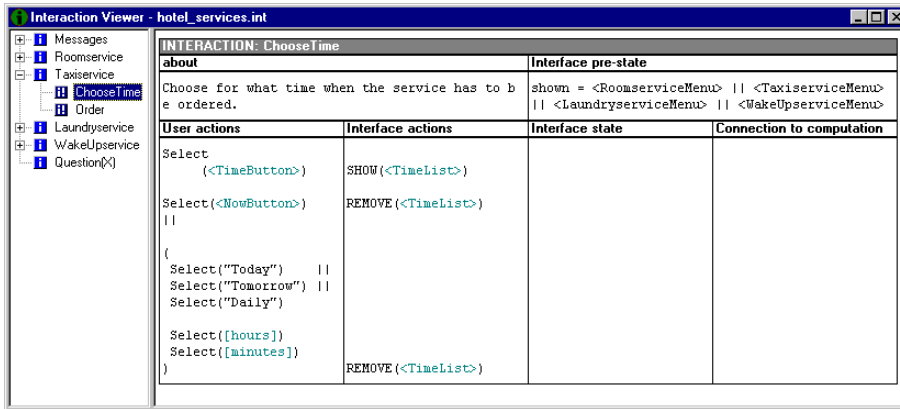 Interaction Viewer - hotel_services.int
Messages
Roomservice
Taxiservice
ChooseTime
Order
Laundryservice
WakeUpservice
Question(X)
INTERACTION: ChooseTime
about Interface pre-state
Choose for what time when the service has to b shown = <RoomserviceMenu> || <TaxiserviceMenu>
e ordered. || <LaundryserviceMenu> || <WakeUpserviceMenu>
User actions Interface actions Interface state Connection to computation
Select
(<TimeButton>) SHOW(<TimeList>)
Select(<NowButton>) REMOVE(<TimeList>)
||
(
Select("Today") ||
Select("Tomorrow") ||
Select("Daily")
Select([hours])
Select([minutes])
) REMOVE(<TimeList>)